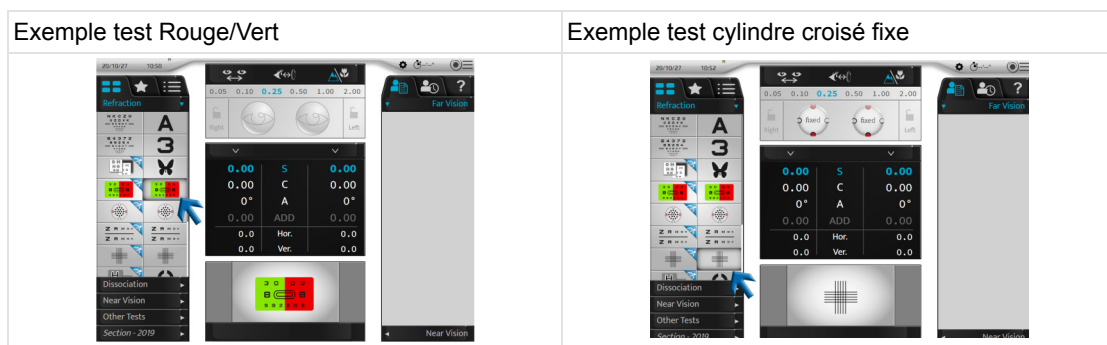 Exemple test Rouge/Vert
20/10/27 10:50
0.05 0.10 0.25 0.50 1.00 2.00
Refraction
Far Vision
Right
Left
A
3
0.00 S 0.00
0.00 C 0.00
0° A 0°
0.00 ADD 0.00
0.0 Hor. 0.0
0.0 Ver. 0.0
Dissociation
Near Vision
Other Tests
Section - 2019
Near Vision
Exemple test cylindre croisé fixe
20/10/27 10:52
0.05 0.10 0.25 0.50 1.00 2.00
Refraction
Far Vision
Right
fixed
fixed
Left
A
3
0.00 S 0.00
0.00 C 0.00
0° A 0°
0.00 ADD 0.00
0.0 Hor. 0.0
0.0 Ver. 0.0
Dissociation
Near Vision
Other Tests
Section - 2019
Near Vision